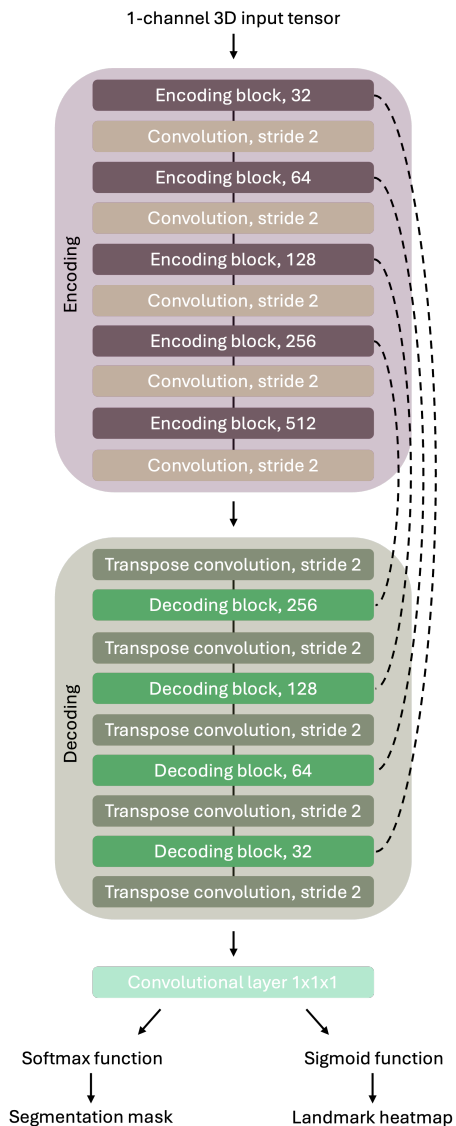 1-channel 3D input tensor
Encoding
Encoding block, 32
Convolution, stride 2
Encoding block, 64
Convolution, stride 2
Encoding block, 128
Convolution, stride 2
Encoding block, 256
Convolution, stride 2
Encoding block, 512
Convolution, stride 2
Decoding
Transpose convolution, stride 2
Decoding block, 256
Transpose convolution, stride 2
Decoding block, 128
Transpose convolution, stride 2
Decoding block, 64
Transpose convolution, stride 2
Decoding block, 32
Transpose convolution, stride 2
Convolutional layer 1x1x1
Softmax function
Sigmoid function
Segmentation mask
Landmark heatmap